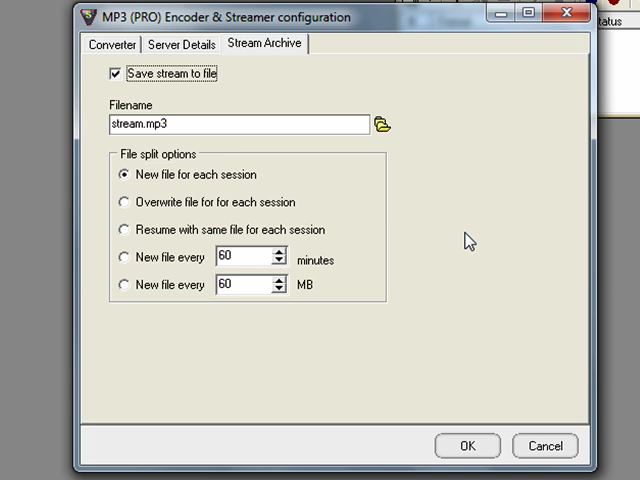 MP3 (PRO) Encoder & Streamer configuration
Converter Server Details Stream Archive
Save stream to file
Filename
stream.mp3
File split options
New file for each session
Overwrite file for for each session
Resume with same file for each session
New file every 60 minutes
New file every 60 MB
OK Cancel